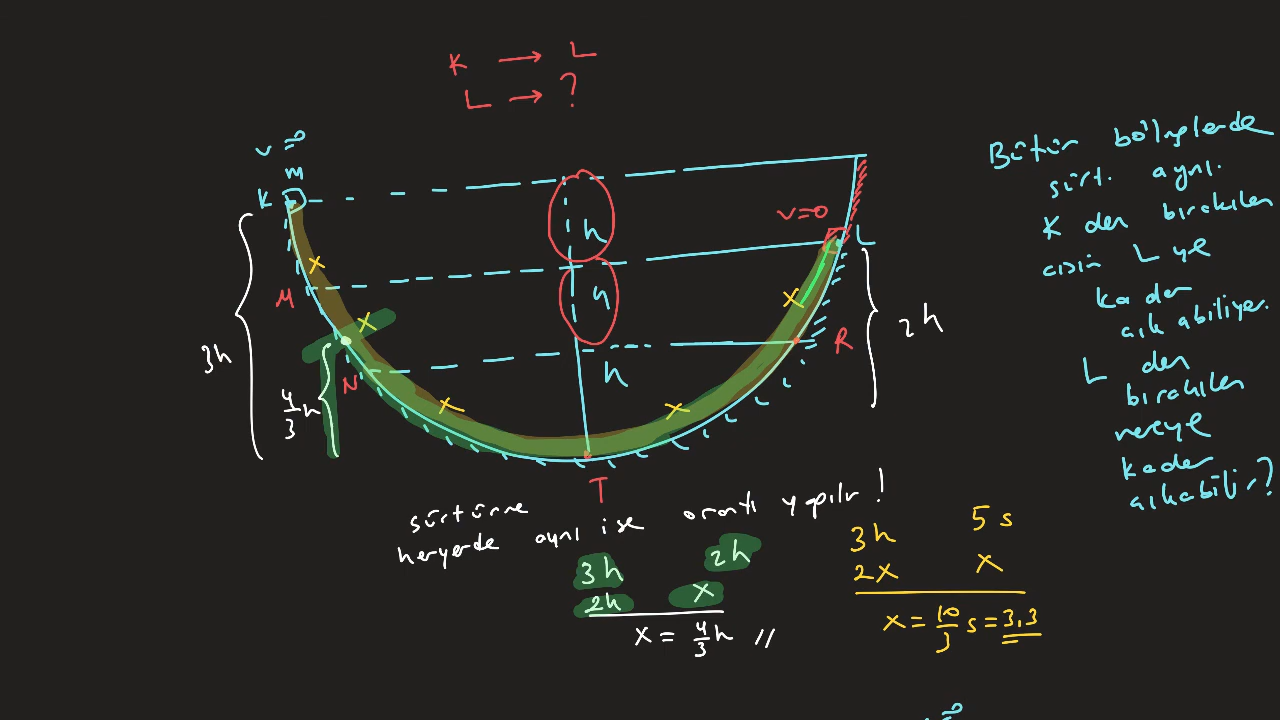 K → L
L → ?
v=0
m
K
3h
M
N
4/3 h
h
h
h
T
v=0
L
R
2h
Bütün bölmelerde
sürt. aynı.
K den bırakılan
cisim L ye
kadar
çıkabiliyor.
L den
bırakılan
nereye
kadar
çıkabilir?
sürtünme
heryerde aynı ise orantı yapılır!
3h 2h
2h x
x = 4/3 h //
3h 5s
2x x
x = 10/3 s = 3,3